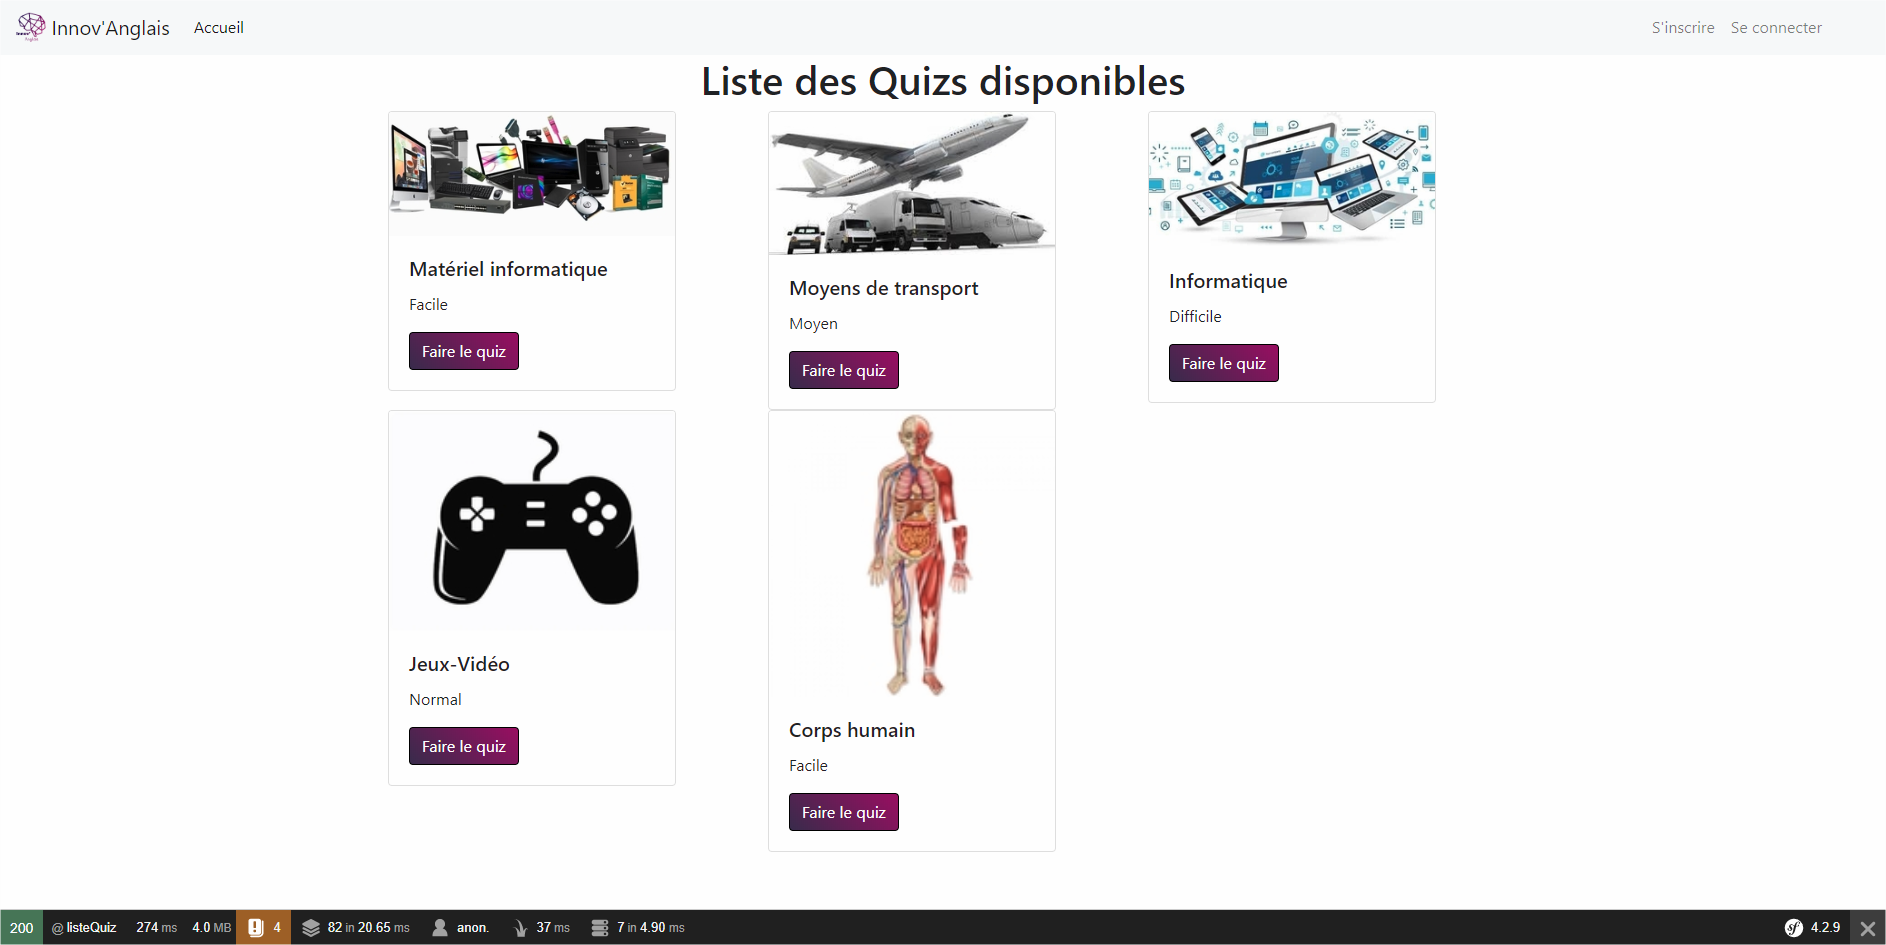 Innov'Anglais
Accueil
S'inscrire
Se connecter
Liste des Quizs disponibles
Matériel informatique
Facile
Faire le quiz
Moyens de transport
Moyen
Faire le quiz
Informatique
Difficile
Faire le quiz
Jeux-Vidéo
Normal
Faire le quiz
Corps humain
Facile
Faire le quiz
200 @ listeQuiz 274 ms 4.0 MB 4 82 in 20.65 ms anon. 37 ms 7 in 4.90 ms sf 4.2.9